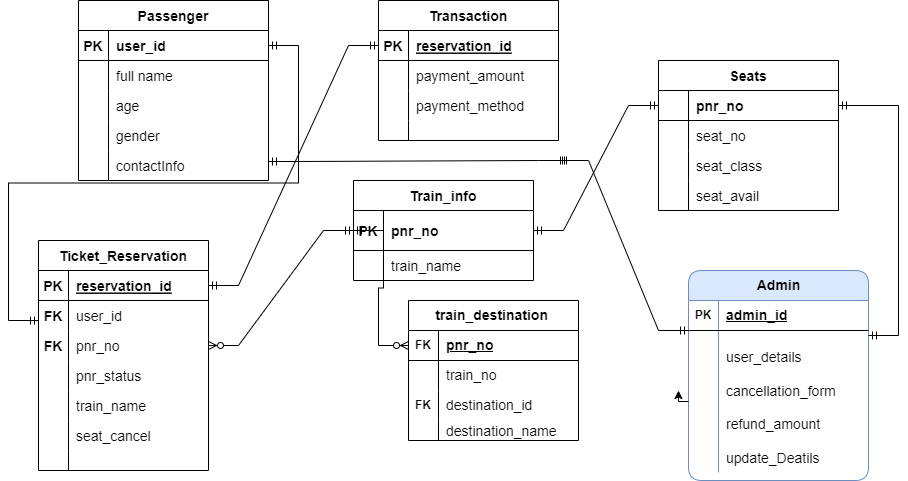 Passenger
PK user_id
full name
age
gender
contactInfo
Transaction
PK reservation_id
payment_amount
payment_method
Seats
pnr_no
seat_no
seat_class
seat_avail
Train_info
PK pnr_no
train_name
Ticket_Reservation
PK reservation_id
FK user_id
FK pnr_no
pnr_status
train_name
seat_cancel
train_destination
FK pnr_no
train_no
FK destination_id
destination_name
Admin
PK admin_id
user_details
cancellation_form
refund_amount
update_Deatils